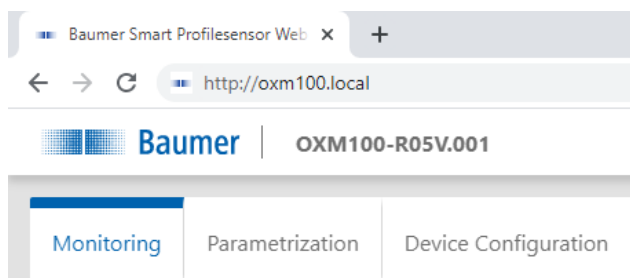 Baumer Smart Profilesensor Web
http://oxm100.local
Baumer OXM100-R05V.001
Monitoring Parametrization Device Configuration